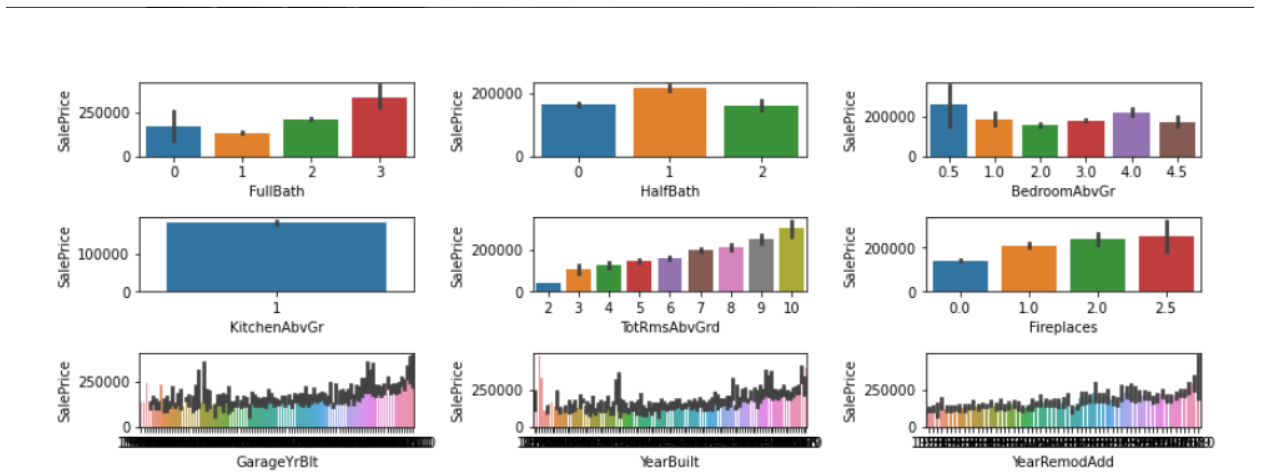 SalePrice 250000 0
0 1 2 3
FullBath
SalePrice 200000 0
0 1 2
HalfBath
SalePrice 200000 0
0.5 1.0 2.0 3.0 4.0 4.5
BedroomAbvGr
SalePrice 100000 0
1
KitchenAbvGr
SalePrice 200000 0
2 3 4 5 6 7 8 9 10
TotRmsAbvGrd
SalePrice 200000 0
0.0 1.0 2.0 2.5
Fireplaces
SalePrice 250000 0
GarageYrBlt
SalePrice 250000 0
YearBuilt
SalePrice 250000 0
YearRemodAdd